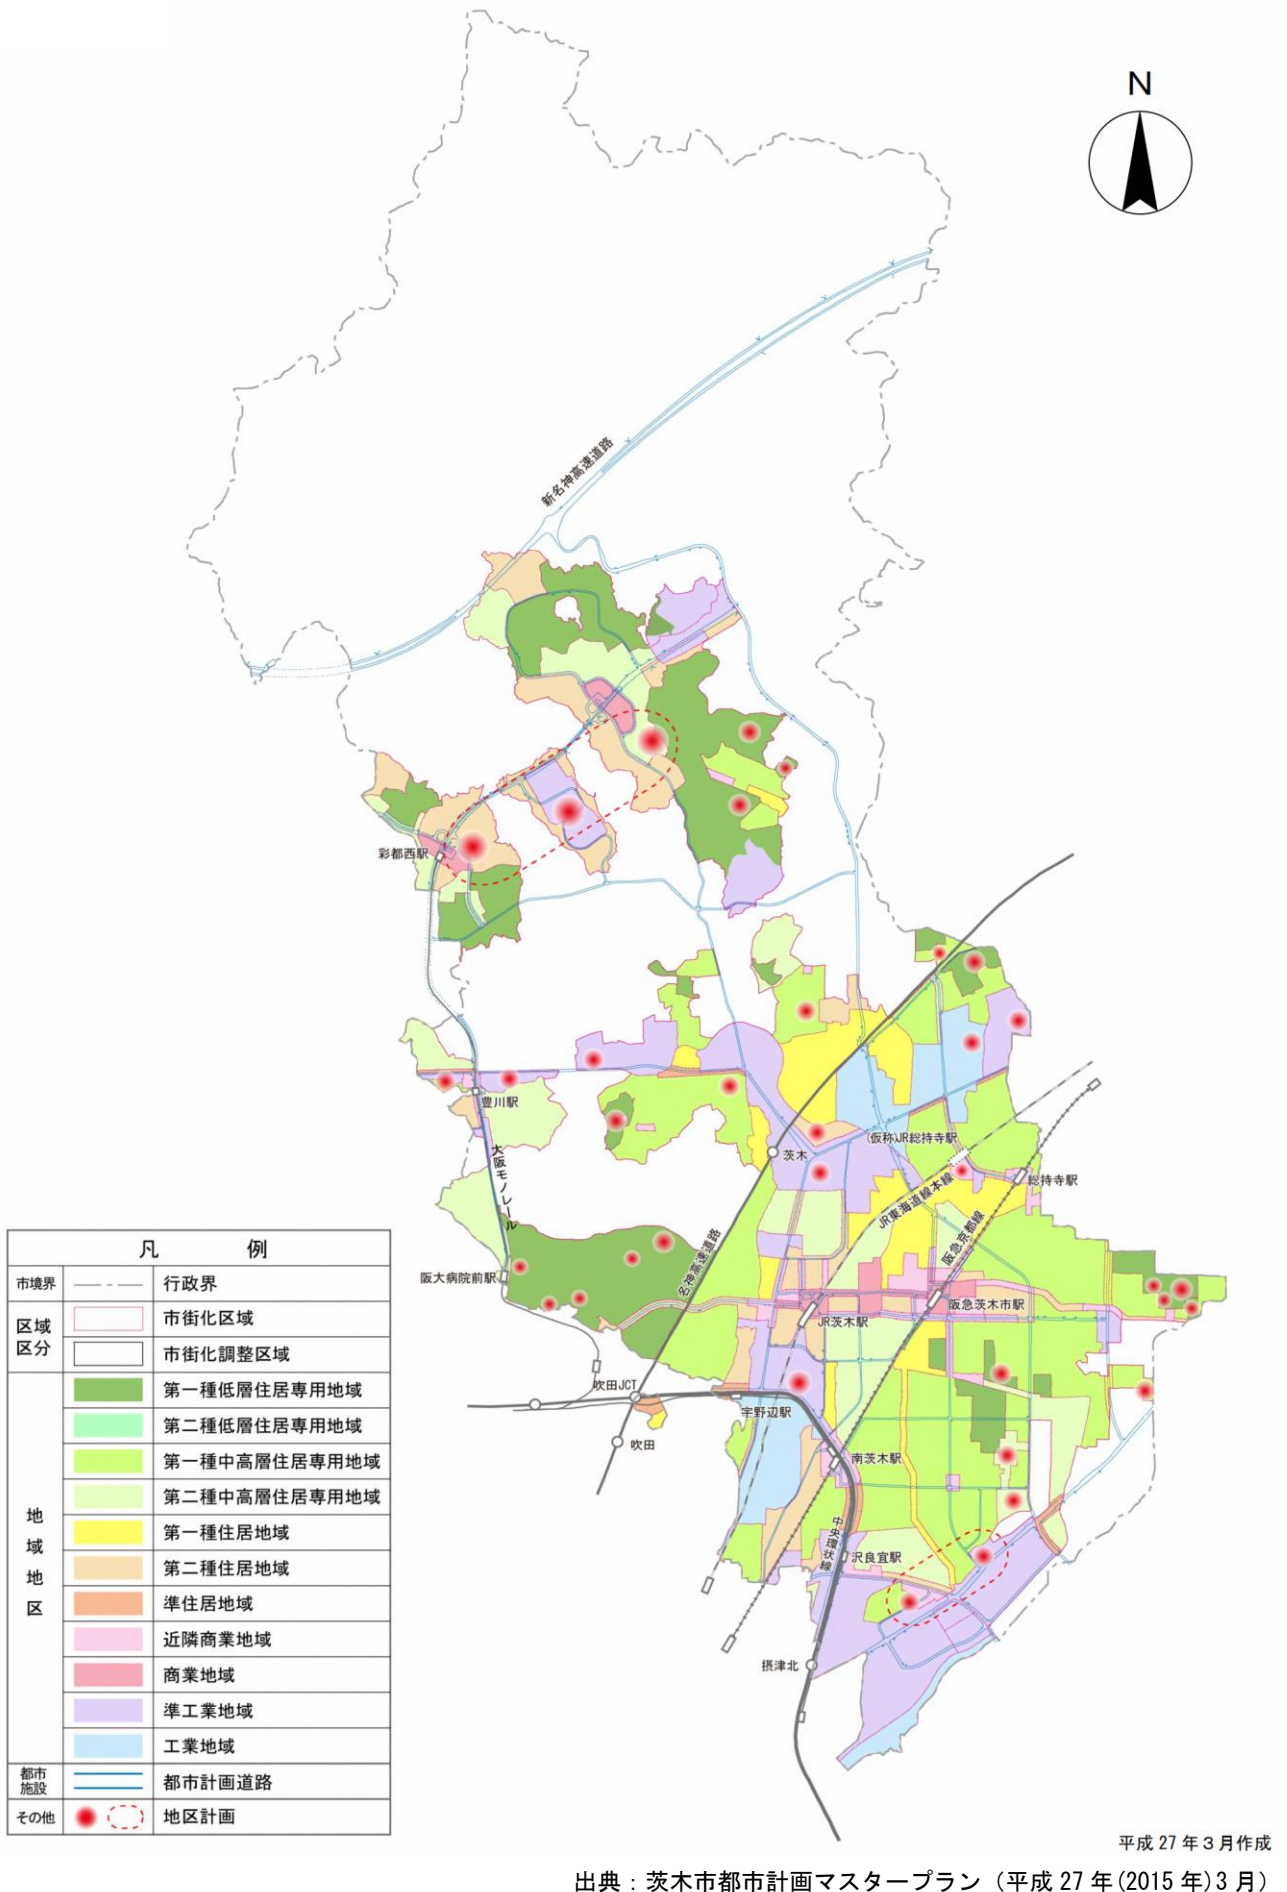 N
新名神高速道路
彩都西駅
豊川駅
大阪モノレール
茨木
(仮称)JR総持寺駅
総持寺駅
JR東海道線本線
阪急京都線
名神高速道路
阪大病院前駅
JR茨木駅
阪急茨木市駅
吹田JCT
宇野辺駅
吹田
南茨木駅
中央環状線
沢良宜駅
摂津北
凡 例
市境界 行政界
区域区分 市街化区域
市街化調整区域
地域地区
第一種低層住居専用地域
第二種低層住居専用地域
第一種中高層住居専用地域
第二種中高層住居専用地域
第一種住居地域
第二種住居地域
準住居地域
近隣商業地域
商業地域
準工業地域
工業地域
都市施設 都市計画道路
その他 地区計画
平成27年3月作成
出典：茨木市都市計画マスタープラン（平成27年(2015年)3月）